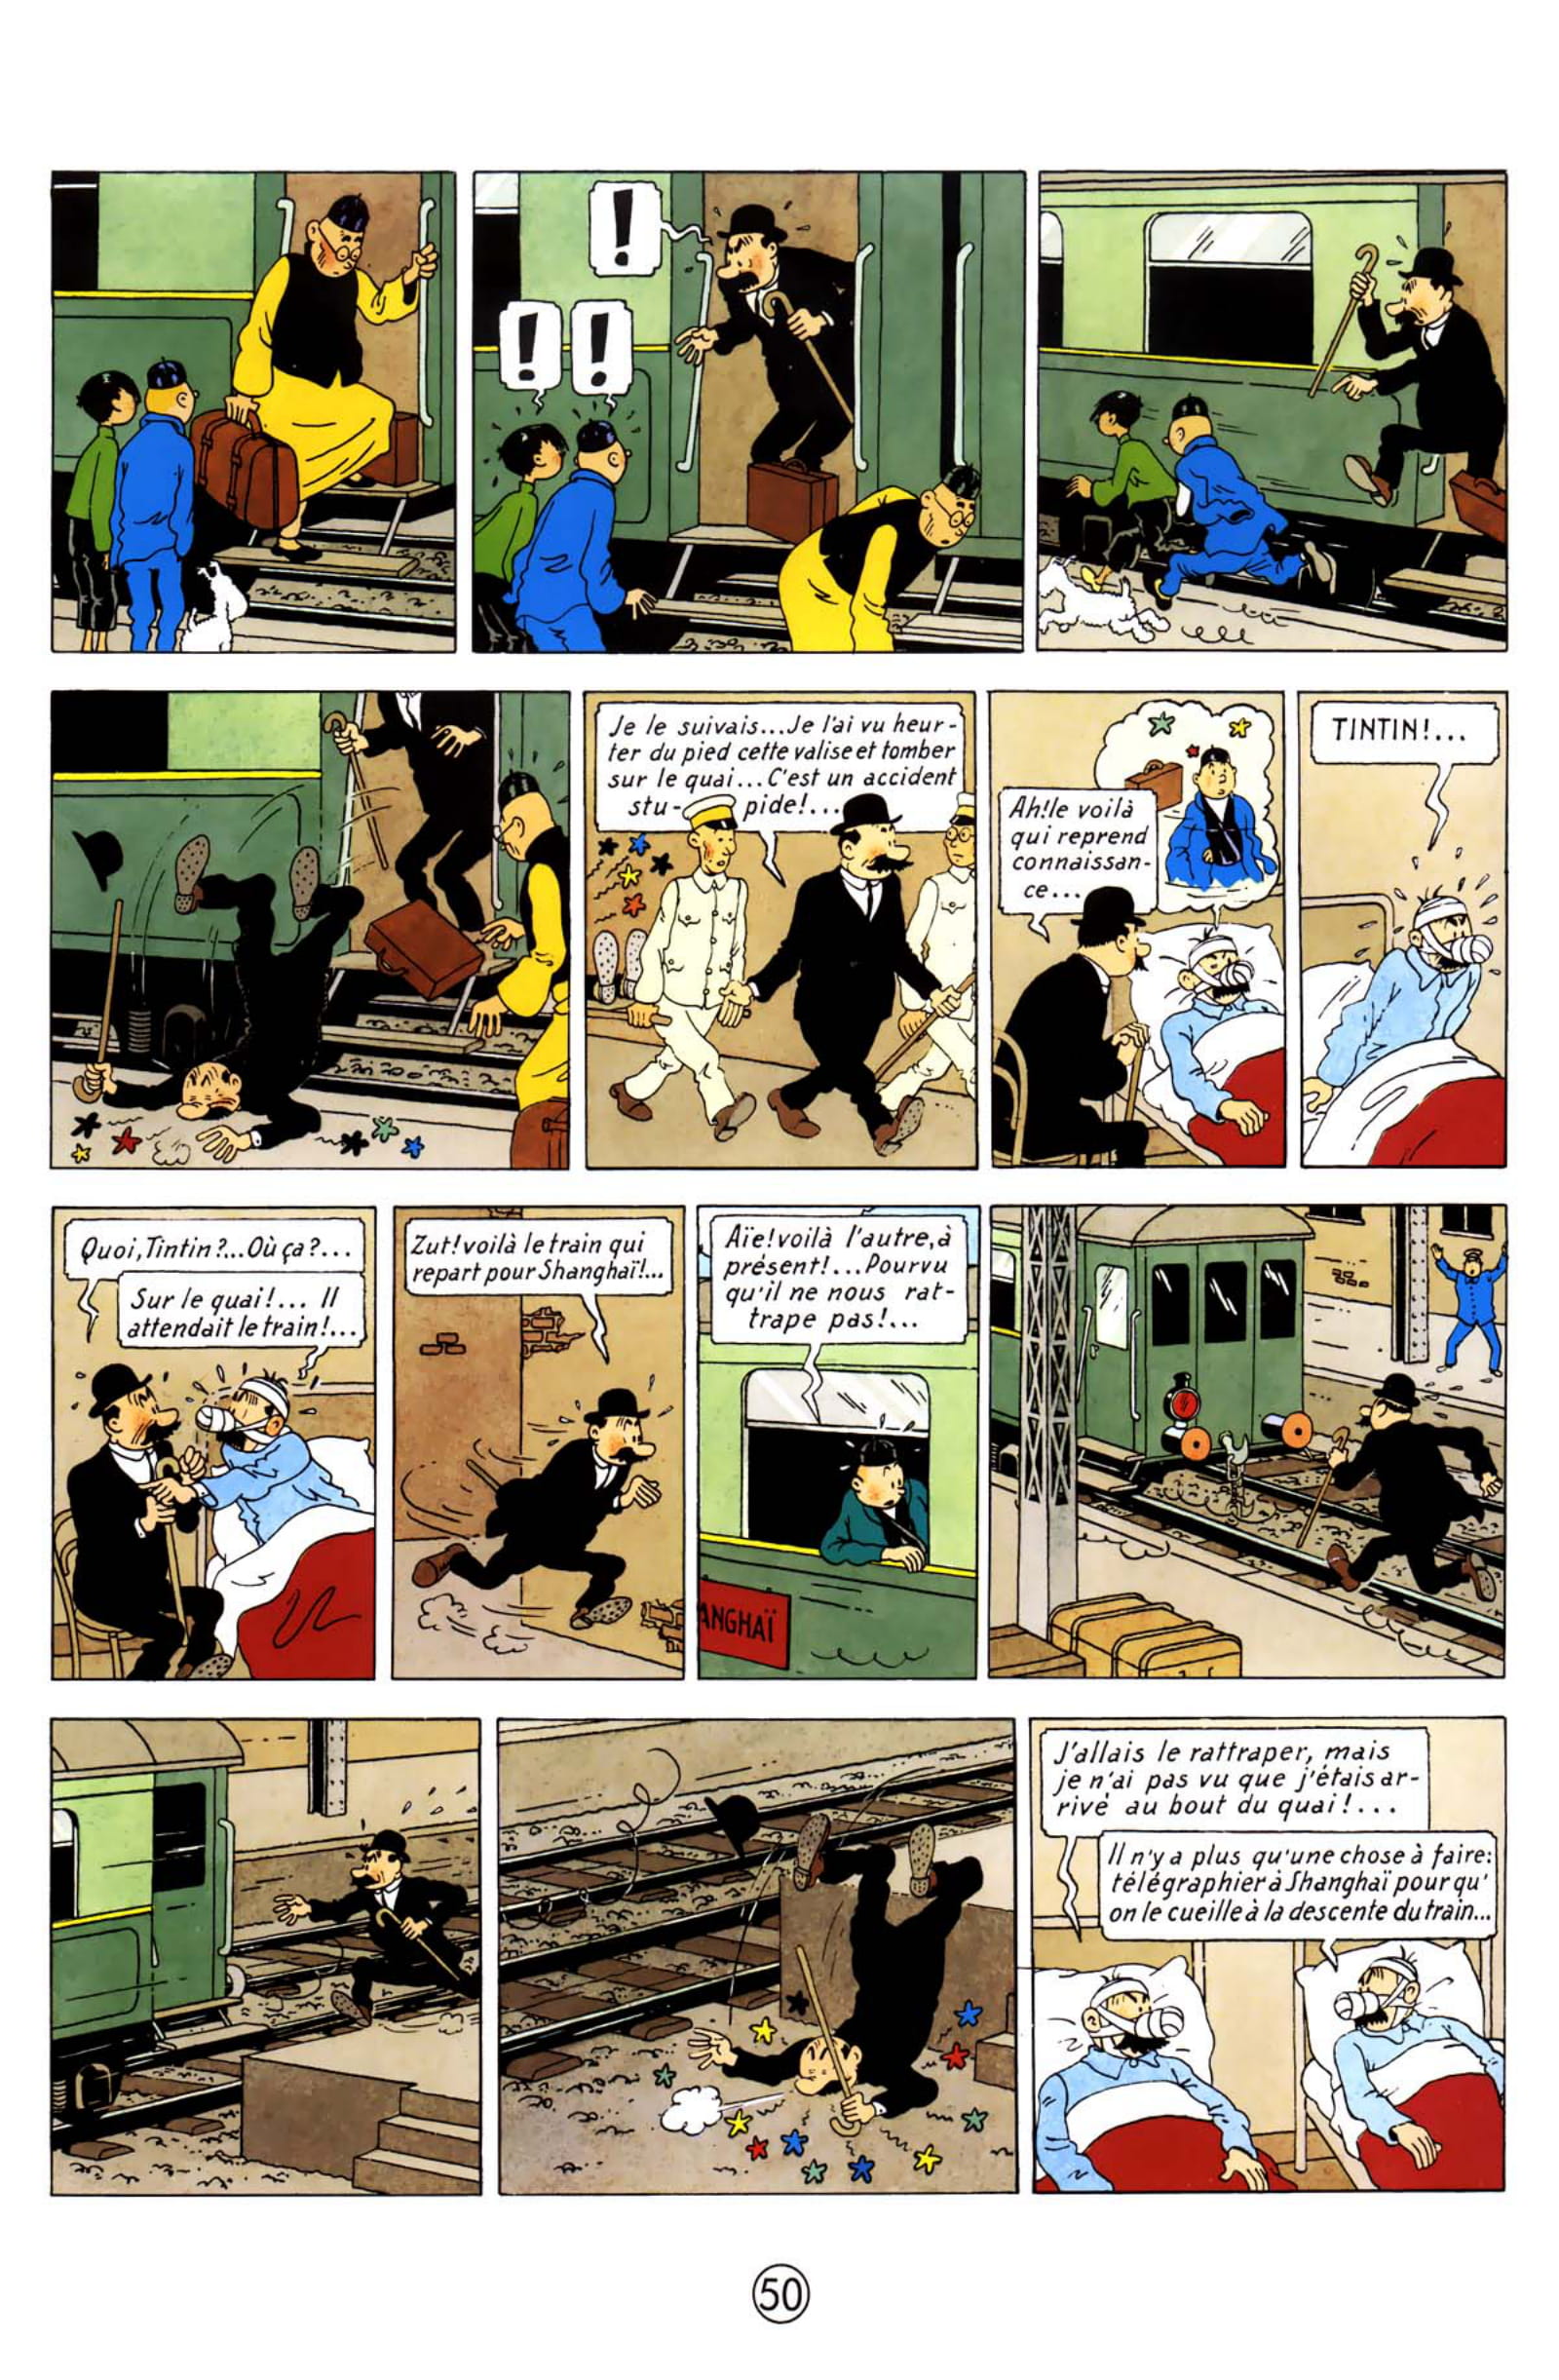 !
! !
Je le suivais...Je l'ai vu heur-
ter du pied cette valise et tomber
sur le quai...C'est un accident
stu- pide!...
Ah!le voilà
qui reprend
connaissan-
ce...
TINTIN!...
Quoi,Tintin?...Où ça?...
Sur le quai!... Il
attendait le train!...
Zut!voilà le train qui
repart pour Shanghaï!...
Aïe!voilà l'autre,à
présent!...Pourvu
qu'il ne nous rat-
trape pas!...
ANGHAÏ
J'allais le rattraper, mais
je n'ai pas vu que j'étais ar-
rivé au bout du quai!...
Il n'y a plus qu'une chose à faire:
télégraphier à Shanghaï pour qu'
on le cueille à la descente du train...
50